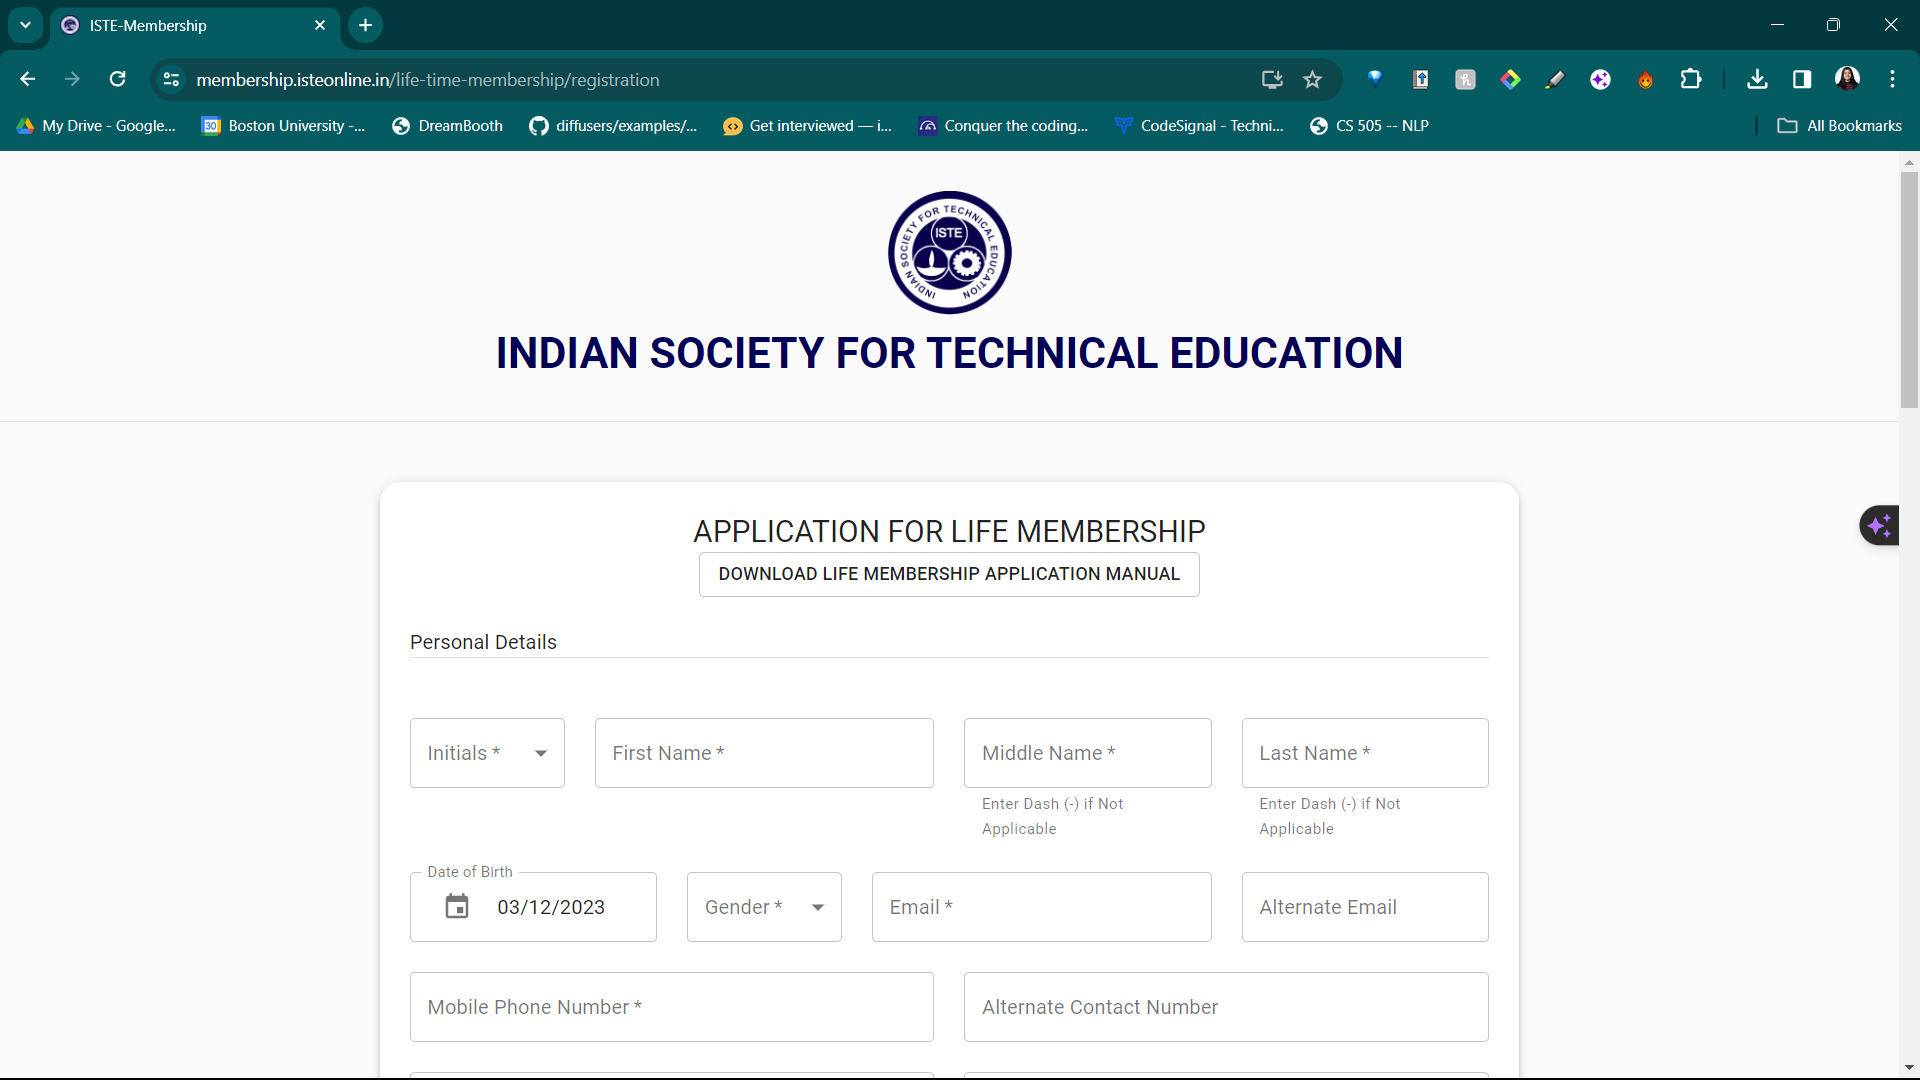 ISTE-Membership
membership.isteonline.in/life-time-membership/registration
My Drive - Google...
30
Boston University -...
DreamBooth
diffusers/examples/...
Get interviewed — i...
Conquer the coding...
CodeSignal - Techni...
CS 505 -- NLP
All Bookmarks
INDIAN SOCIETY FOR TECHNICAL EDUCATION
ISTE
INDIAN SOCIETY FOR TECHNICAL EDUCATION
APPLICATION FOR LIFE MEMBERSHIP
DOWNLOAD LIFE MEMBERSHIP APPLICATION MANUAL
Personal Details
Initials *
First Name *
Middle Name *
Last Name *
Enter Dash (-) if Not
Applicable
Enter Dash (-) if Not
Applicable
Date of Birth
03/12/2023
Gender *
Email *
Alternate Email
Mobile Phone Number *
Alternate Contact Number